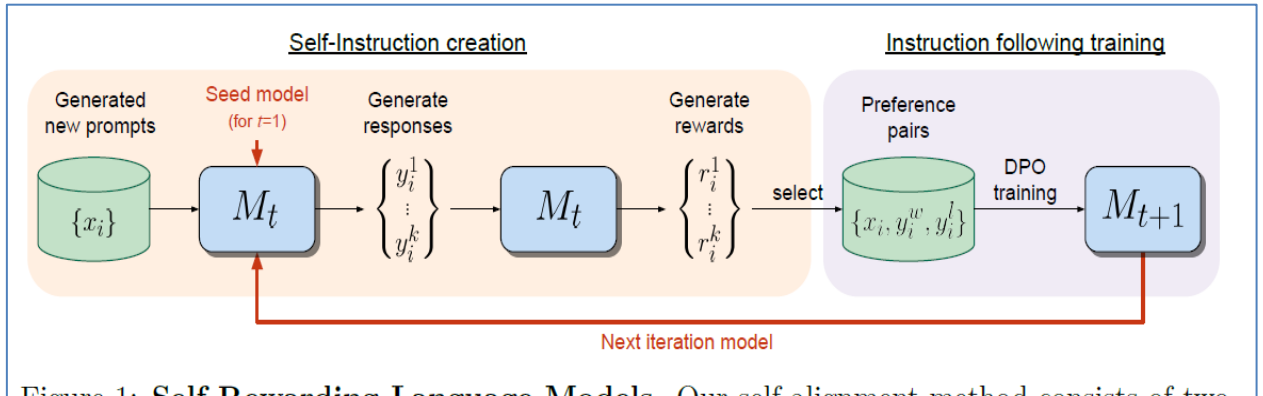 Self-Instruction creation
Instruction following training
Generated
new prompts
Seed model
(for t=1)
Generate
responses
Generate
rewards
Preference
pairs
{x_i}
M_t
{y_i^1
⋮
y_i^k}
M_t
{r_i^1
⋮
r_i^k}
select
{x_i, y_i^w, y_i^l}
DPO
training
M_{t+1}
Next iteration model
Figure 1: Self-Rewarding Language Models. Our self-alignment method consists of two